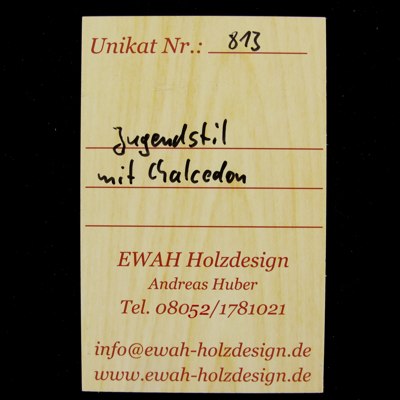 Unikat Nr.: 813
Jugendstil
mit Chalcedon
EWAH Holzdesign
Andreas Huber
Tel. 08052/1781021
info@ewah-holzdesign.de
www.ewah-holzdesign.de